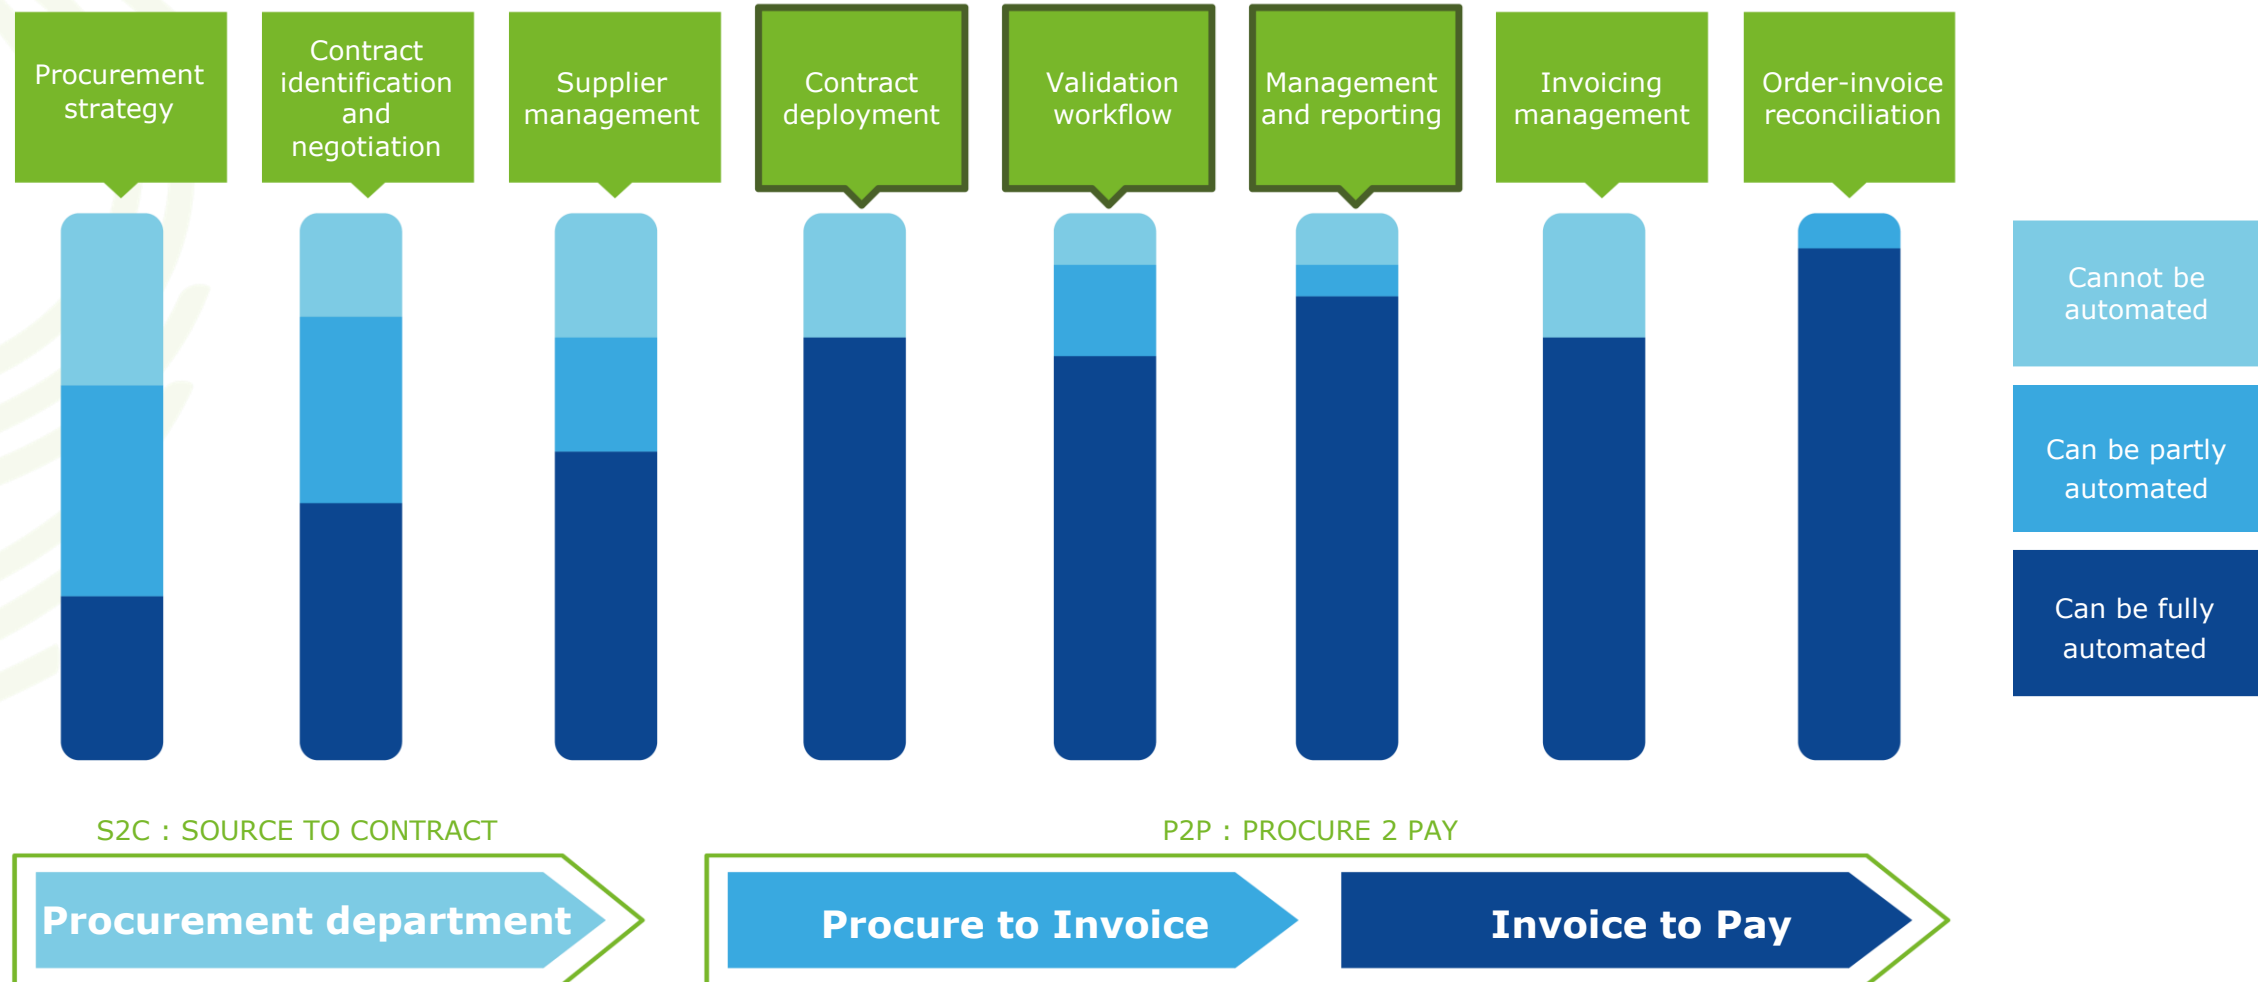 Procurement
strategy
Contract
identification
and
negotiation
Supplier
management
Contract
deployment
Validation
workflow
Management
and reporting
Invoicing
management
Order-invoice
reconciliation
Cannot be
automated
Can be partly
automated
Can be fully
automated
S2C : SOURCE TO CONTRACT
P2P : PROCURE 2 PAY
Procurement department
Procure to Invoice
Invoice to Pay